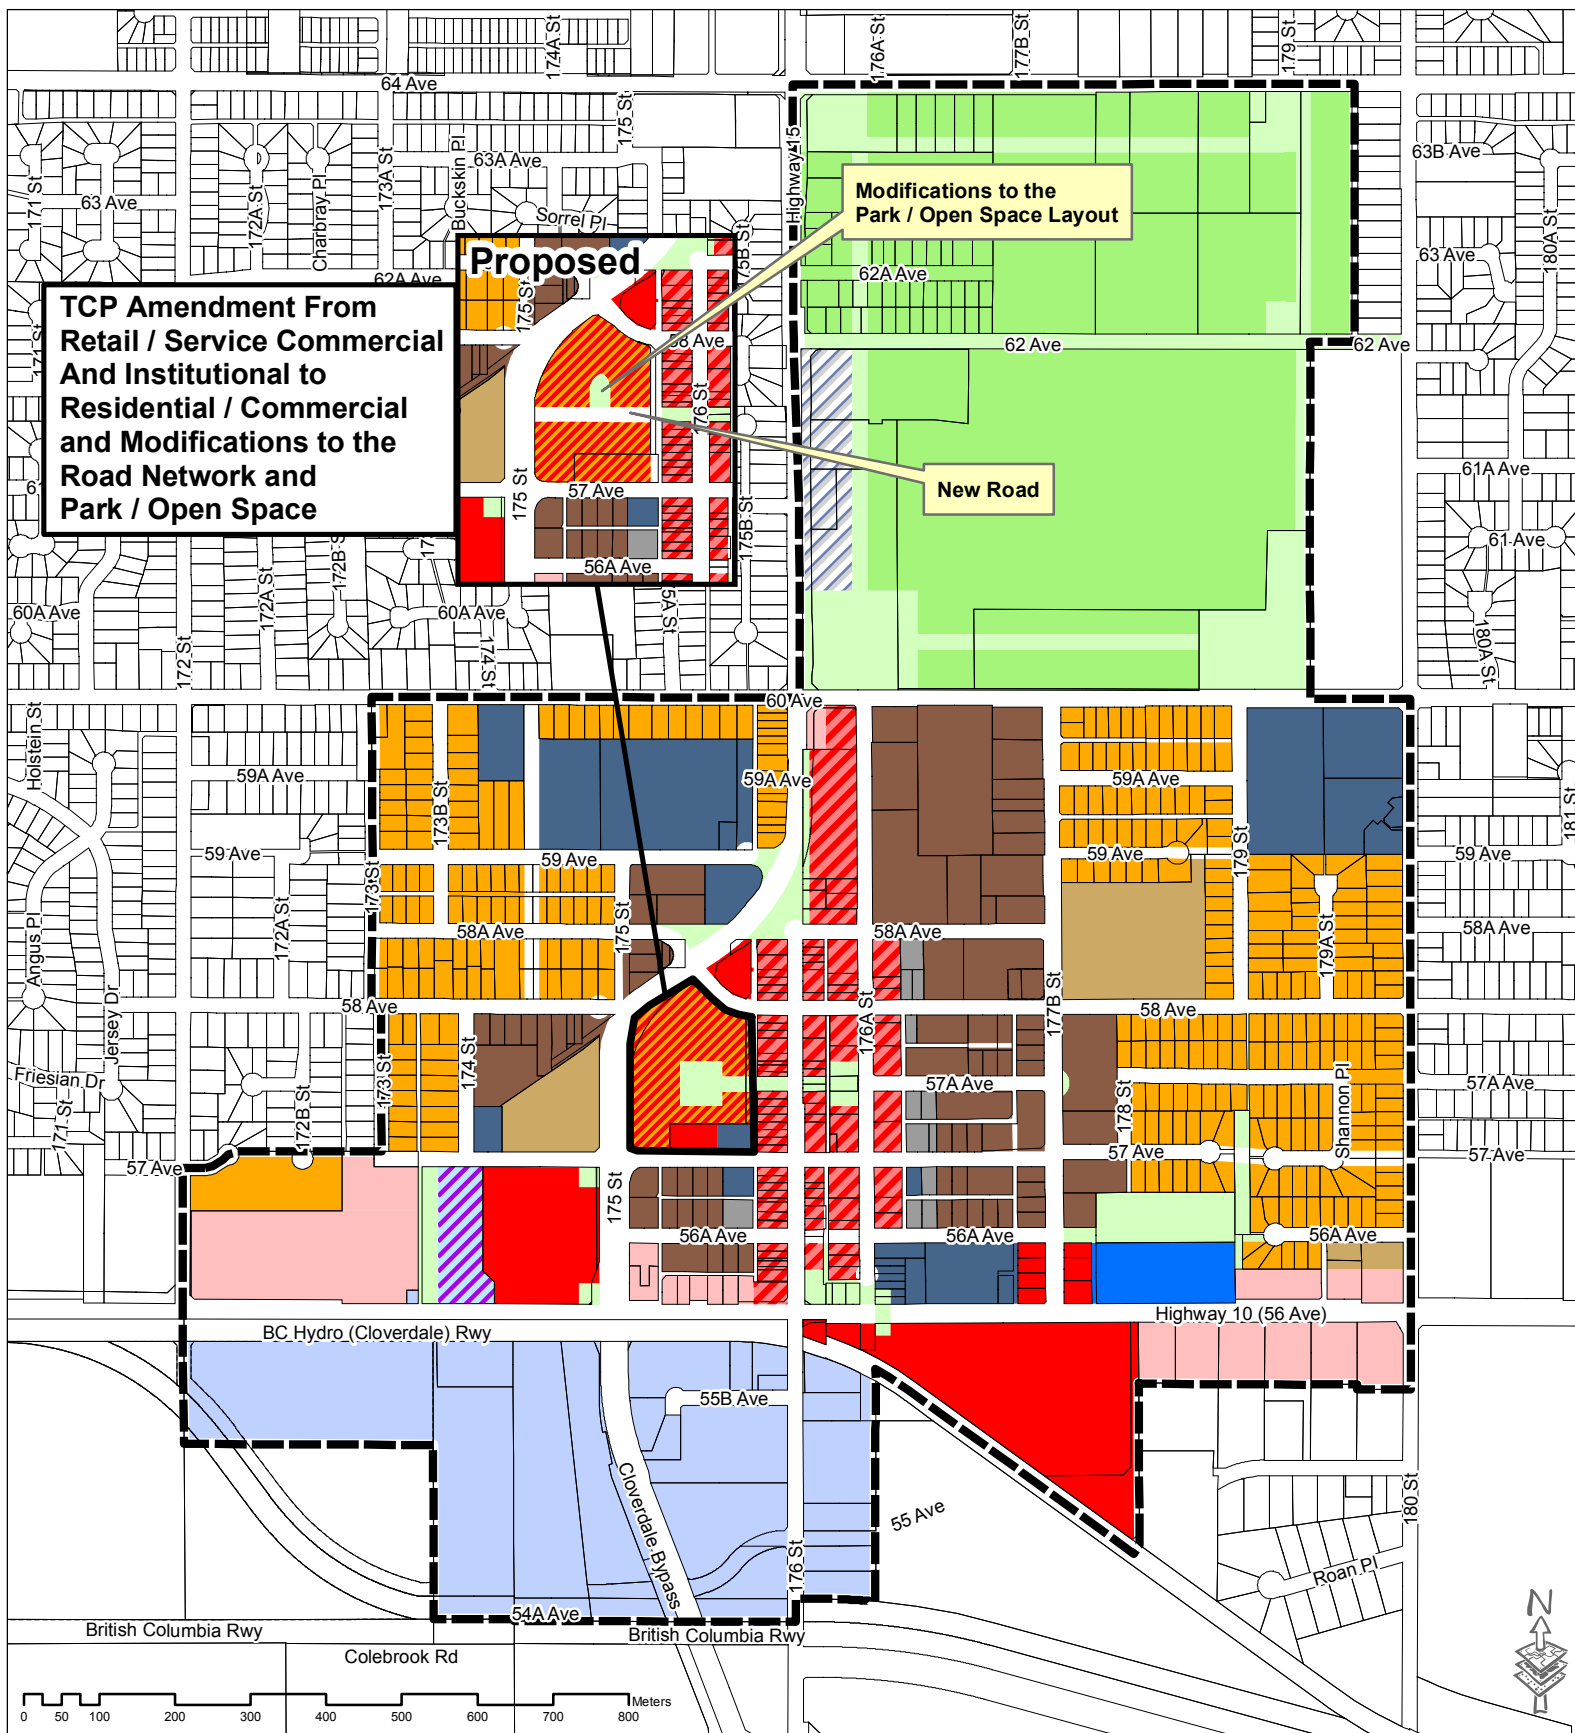 174A St
176A St
177B St
179 St
64 Ave
175 St
Highway 15
63A Ave
63B Ave
171 St
63 Ave
172A St
Charbray Pl
173A St
Buckskin Pl
Sorrel Pl
175B St
180A St
Modifications to the
Park / Open Space Layout
62A Ave
Proposed
62A Ave
63 Ave
TCP Amendment From
Retail / Service Commercial
And Institutional to
Residential / Commercial
and Modifications to the
Road Network and
Park / Open Space
175 St
58 Ave
62 Ave
62 Ave
171 St
176 St
61A Ave
New Road
175 St
57 Ave
175B St
61 Ave
56A Ave
60A Ave
172A St
60A Ave
172 St
174 St
180A St
60 Ave
Holstein St
59A Ave
173B St
59A Ave
59A Ave
181 St
59 Ave
173 St
59 Ave
59 Ave
179 St
59 Ave
Angus Pl
172A St
58A Ave
175 St
58A Ave
179A St
58A Ave
Jersey Dr
58 Ave
176A St
177B St
58 Ave
58 Ave
Friesian Dr
171 St
172B St
173 St
174 St
57A Ave
178 St
Shannon Pl
57A Ave
57 Ave
57 Ave
57 Ave
175 St
56A Ave
56A Ave
56A Ave
BC Hydro (Cloverdale) Rwy
Highway 10 (56 Ave)
55B Ave
Cloverdale Bypass
55 Ave
180 St
176 St
Roan Pl
54A Ave
British Columbia Rwy
British Columbia Rwy
Colebrook Rd
N
Meters
0 50 100 200 300 400 500 600 700 800